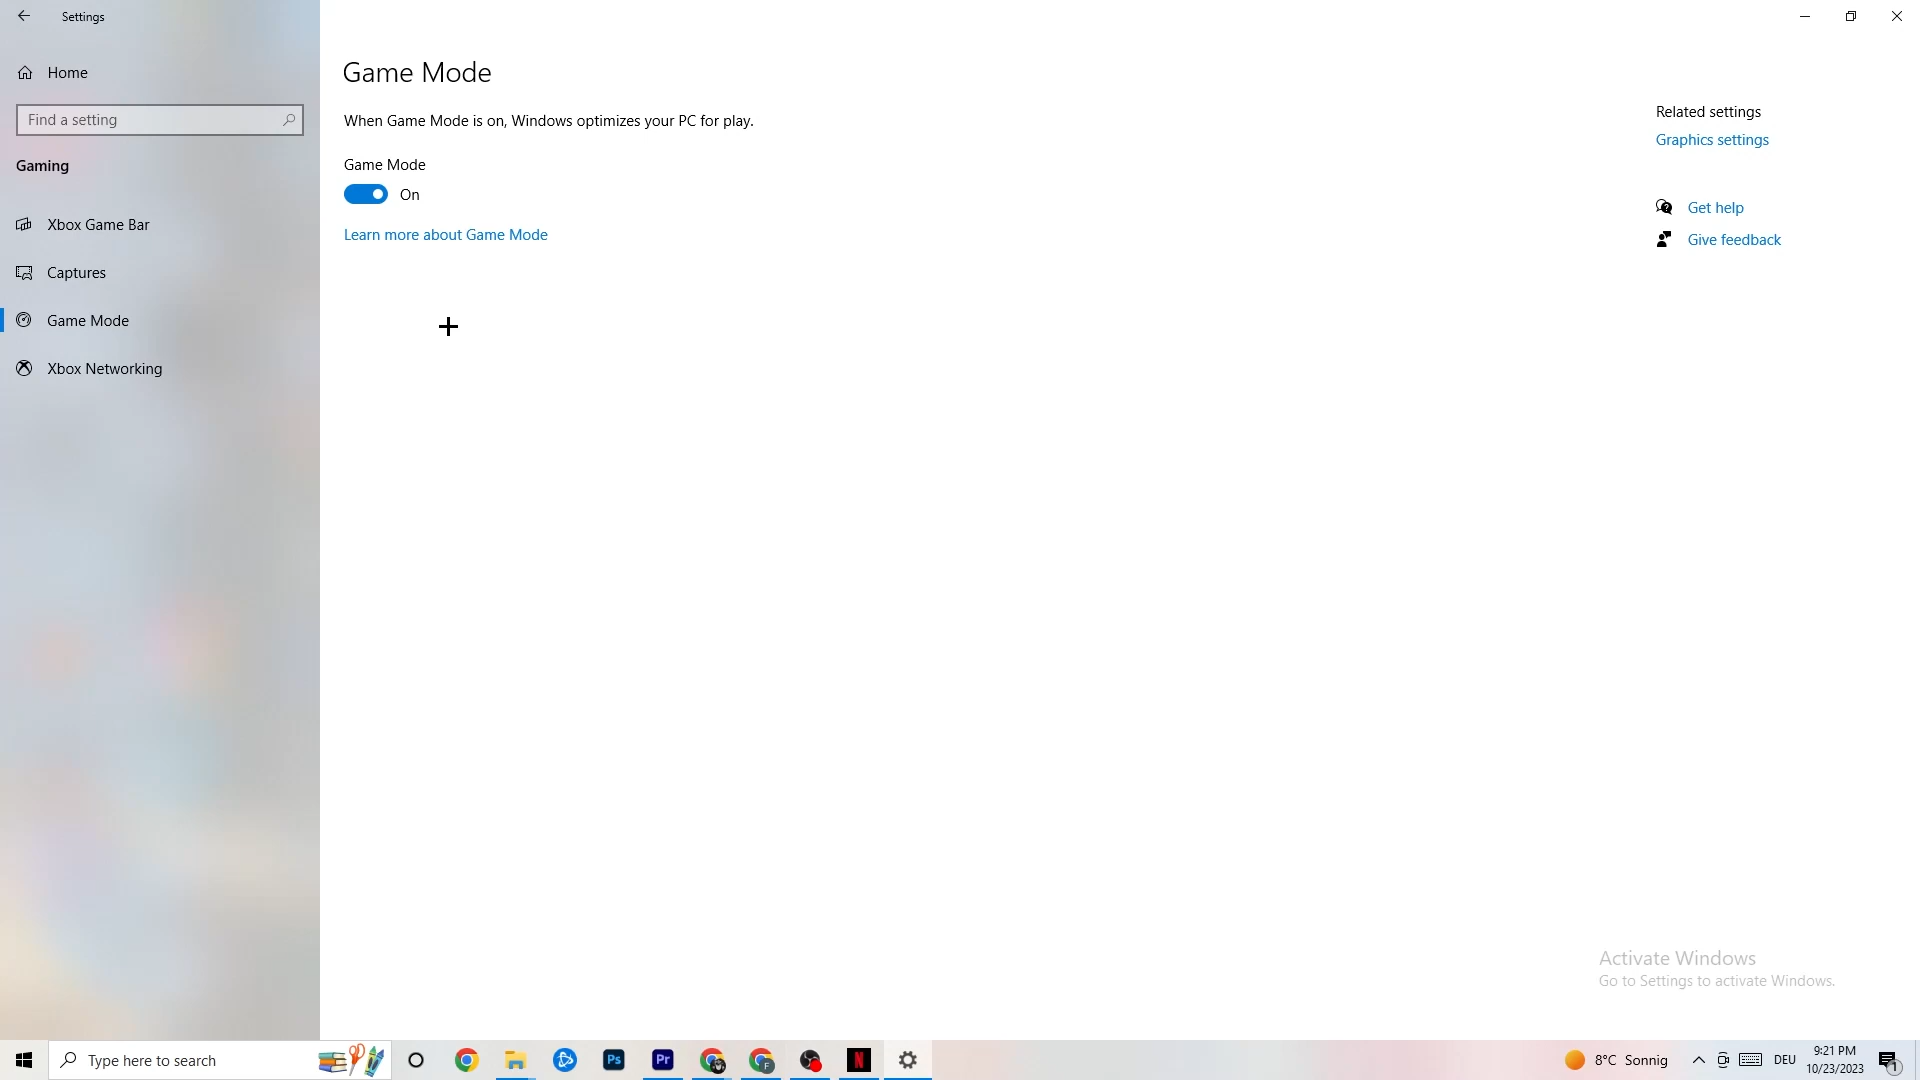 Settings
Home
Find a setting
Gaming
Xbox Game Bar
Captures
Game Mode
Xbox Networking
Game Mode
When Game Mode is on, Windows optimizes your PC for play.
Game Mode
On
Learn more about Game Mode
Related settings
Graphics settings
Get help
Give feedback
Activate Windows
Go to Settings to activate Windows.
Type here to search
Ps
Pr
F
N
8°C Sonnig
DEU
9:21 PM
10/23/2023
1